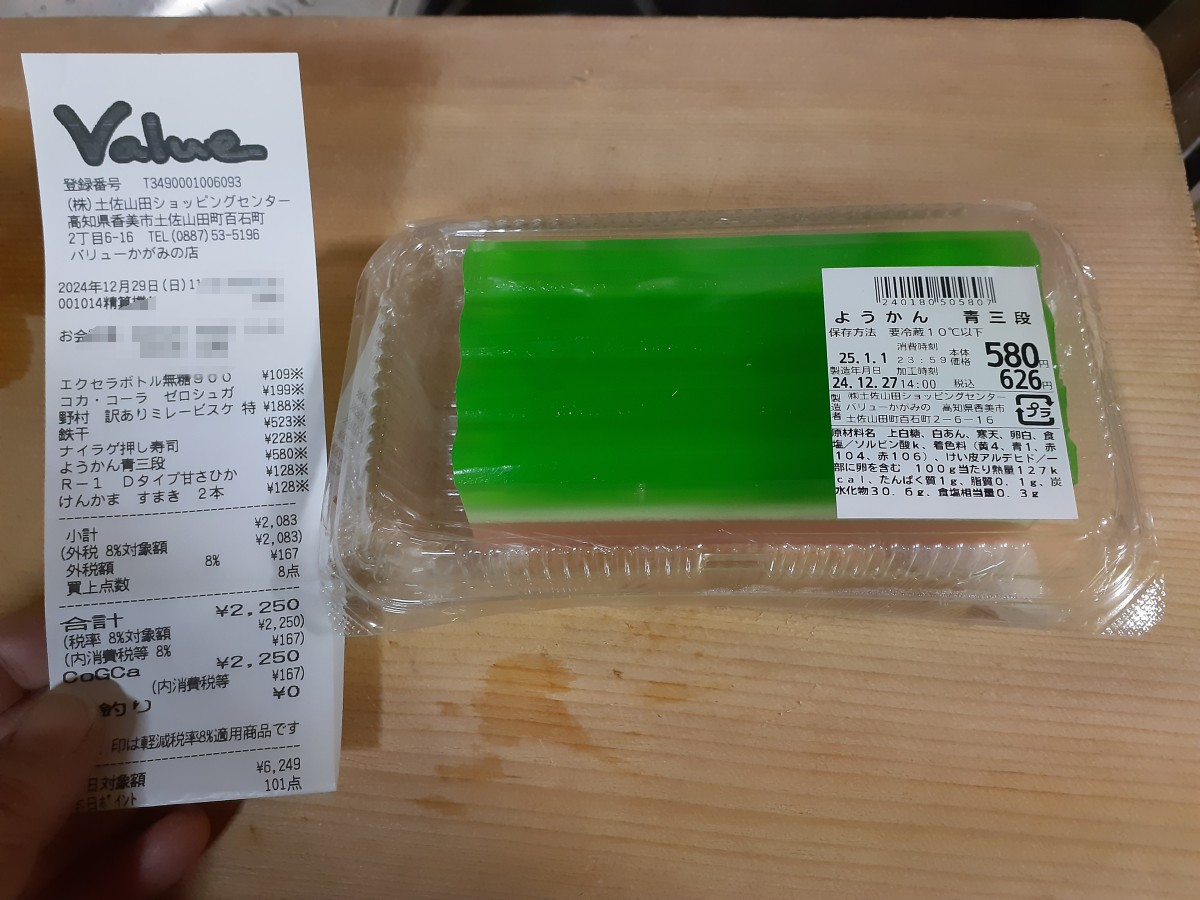 Value
登録番号 T3490001006093
(株)土佐山田ショッピングセンター
高知県香美市土佐山田町百石町
2丁目6-16 TEL(0887)53-5196
バリューかがみの店
2024年12月29日(日)11
001014精算機
お会
エクセラボトル無糖900 ¥109※
コカ・コーラ ゼロシュガ ¥199※
野村 訳ありミレービスケ 特 ¥188※
鉄干 ¥523※
ナイラゲ押し寿司 ¥228※
ようかん青三段 ¥580※
R-1 Dタイプ甘さひか ¥128※
けんかま すまき 2本 ¥128※
小計 ¥2,083
(外税 8%対象額 ¥2,083)
外税額 8% ¥167
買上点数 8点
合計 ¥2,250
(税率 8%対象額 ¥2,250)
(内消費税等 8% ¥167)
CoGCa ¥2,250
(内消費税等 ¥167)
釣り ¥0
印は軽減税率8%適用商品です
日対象額 ¥6,249
本日ポイント 101点
240180505807
ようかん 青三段
保存方法 要冷蔵10℃以下
消費時刻
25.1.1 23:59 本体価格 580円
製造年月日 加工時刻
24.12.27 14:00 税込 626円
製造者 ㈱土佐山田ショッピングセンター
バリューかがみの 高知県香美市
土佐山田町百石町2-6-16
プラ
原材料名 上白糖、白あん、寒天、卵白、食
塩/ソルビン酸k、着色料(黄4、青1、赤
104、赤106)、けい皮アルデヒド/一
部に卵を含む 100g当たり熱量127k
cal、たんぱく質1g、脂質0.1g、炭
水化物30.6g、食塩相当量0.3g